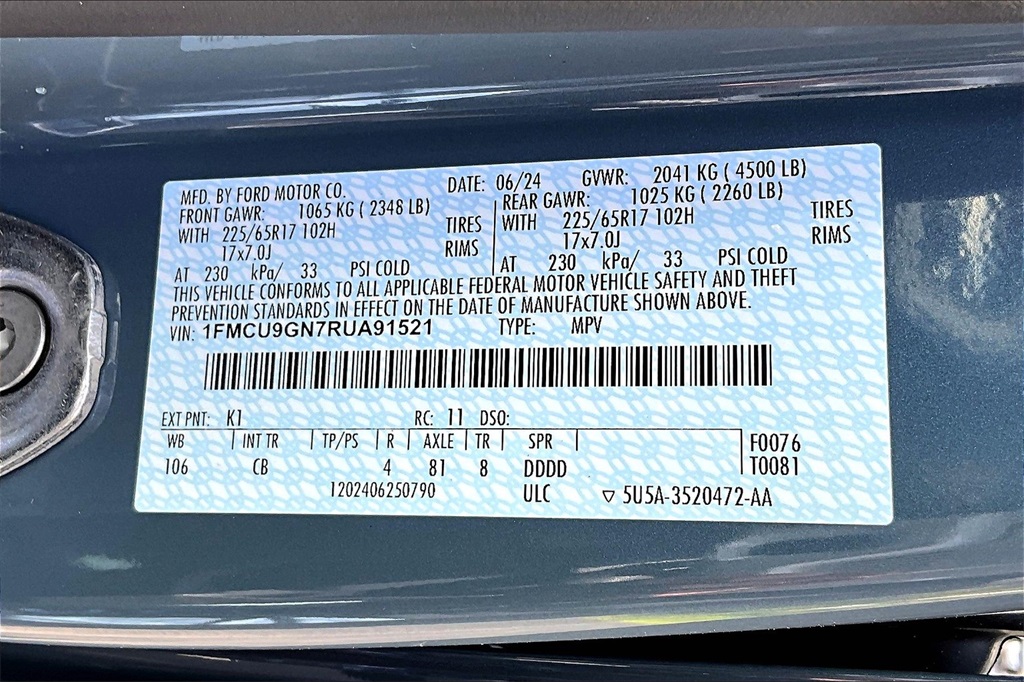 MFD. BY FORD MOTOR CO. DATE: 06/24 GVWR: 2041 KG ( 4500 LB)
FRONT GAWR: 1065 KG ( 2348 LB) REAR GAWR: 1025 KG ( 2260 LB)
WITH 225/65R17 102H TIRES WITH 225/65R17 102H TIRES
17x7.0J RIMS 17x7.0J RIMS
AT 230 kPa/ 33 PSI COLD AT 230 kPa/ 33 PSI COLD
THIS VEHICLE CONFORMS TO ALL APPLICABLE FEDERAL MOTOR VEHICLE SAFETY AND THEFT
PREVENTION STANDARDS IN EFFECT ON THE DATE OF MANUFACTURE SHOWN ABOVE.
VIN: 1FMCU9GN7RUA91521 TYPE: MPV
EXT PNT: K1 RC: 11 DSO:
WB INT TR TP/PS R AXLE TR SPR F0076
106 CB 4 81 8 DDDD T0081
1202406250790 ULC ▽ 5U5A-3520472-AA